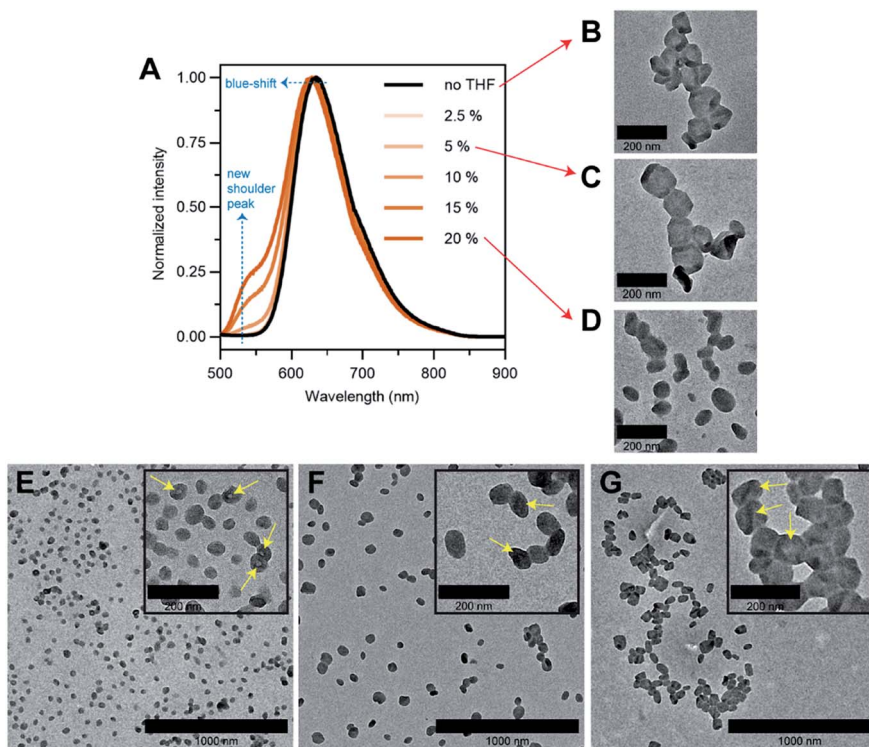 A
1.00
0.75
0.50
0.25
0.00
Normalized intensity
500
600
700
800
900
Wavelength (nm)
blue-shift
new
shoulder
peak
no THF
2.5 %
5 %
10 %
15 %
20 %
B
200 nm
C
200 nm
D
200 nm
E
200 nm
1000 nm
F
200 nm
1000 nm
G
200 nm
1000 nm